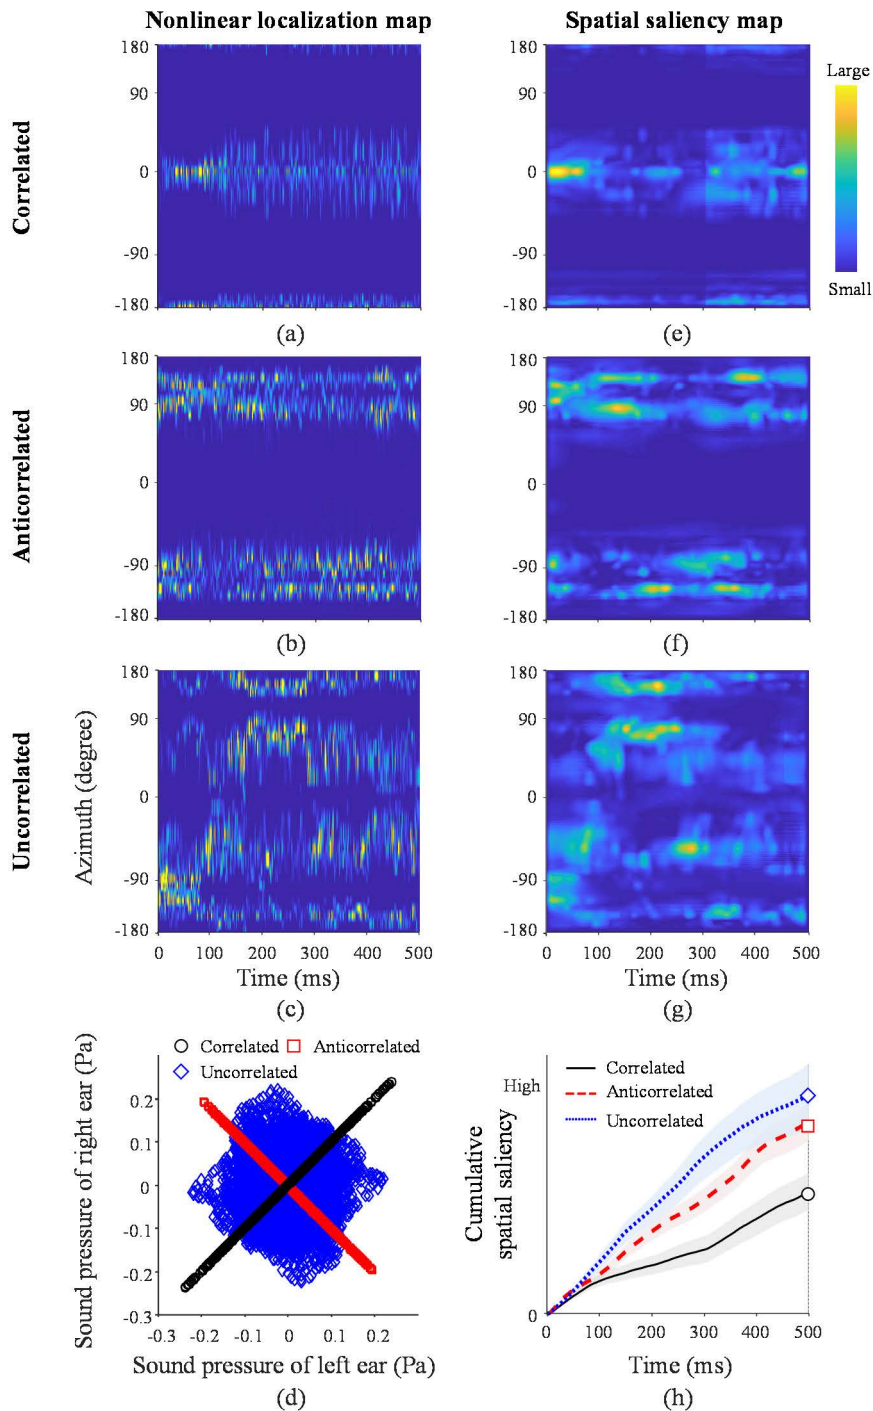 Nonlinear localization map
Spatial saliency map
Correlated
180
90
0
-90
-180
(a)
180
90
0
-90
-180
(e)
Large
Small
Anticorrelated
180
90
0
-90
-180
(b)
180
90
0
-90
-180
(f)
Uncorrelated
Azimuth (degree)
180
90
0
-90
-180
0 100 200 300 400 500
Time (ms)
(c)
180
90
0
-90
-180
0 100 200 300 400 500
Time (ms)
(g)
Sound pressure of right ear (Pa)
Correlated Anticorrelated
Uncorrelated
0.2
0.1
0
-0.1
-0.2
-0.3
-0.3 -0.2 -0.1 0 0.1 0.2
Sound pressure of left ear (Pa)
(d)
Cumulative
spatial saliency
High
0
Correlated
Anticorrelated
Uncorrelated
0 100 200 300 400 500
Time (ms)
(h)